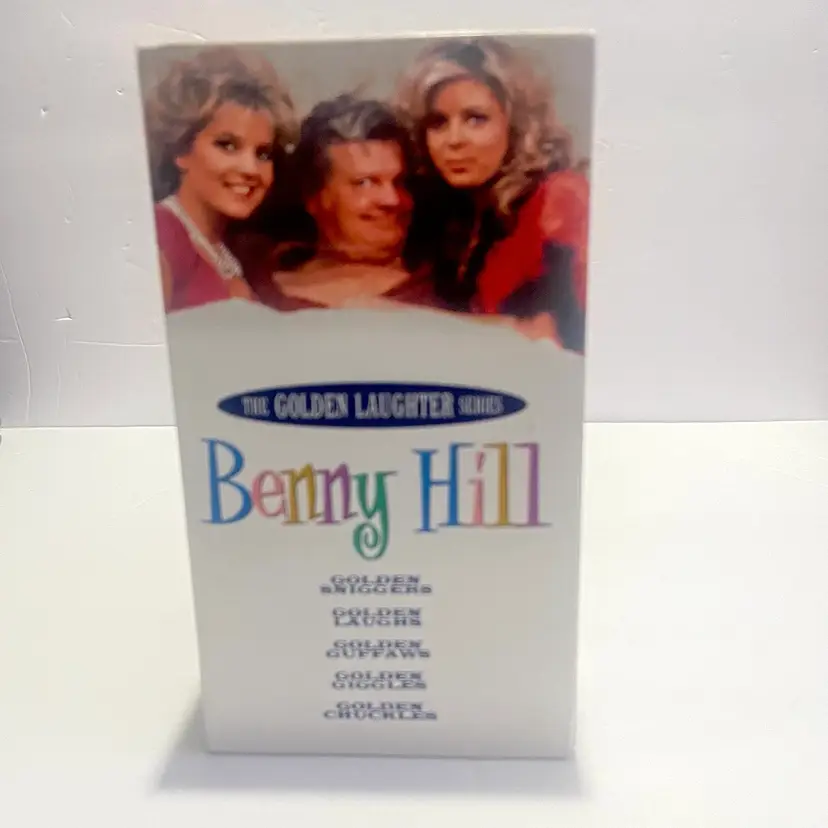 THE GOLDEN LAUGHTER SERIES
Benny Hill
GOLDEN
SNIGGERS
GOLDEN
LAUGHS
GOLDEN
GUFFAWS
GOLDEN
GIGGLES
GOLDEN
CHUCKLES